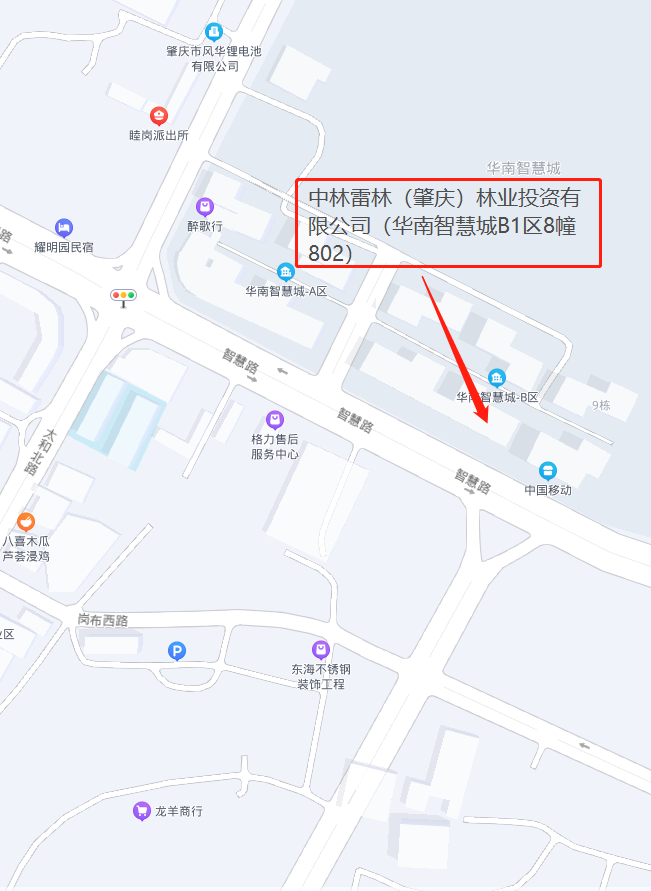 肇庆市风华锂电池
有限公司
睦岗派出所
华南智慧城
中林雷林（肇庆）林业投资有
限公司（华南智慧城B1区8幢
802）
醉歌行
耀明园民宿
路
华南智慧城-A区
智慧路
华南智慧城-B区
9栋
智慧路
格力售后
服务中心
太和北路
智慧路
中国移动
八喜木瓜
芦荟浸鸡
岗布西路
业区
P
东海不锈钢
装饰工程
龙羊商行